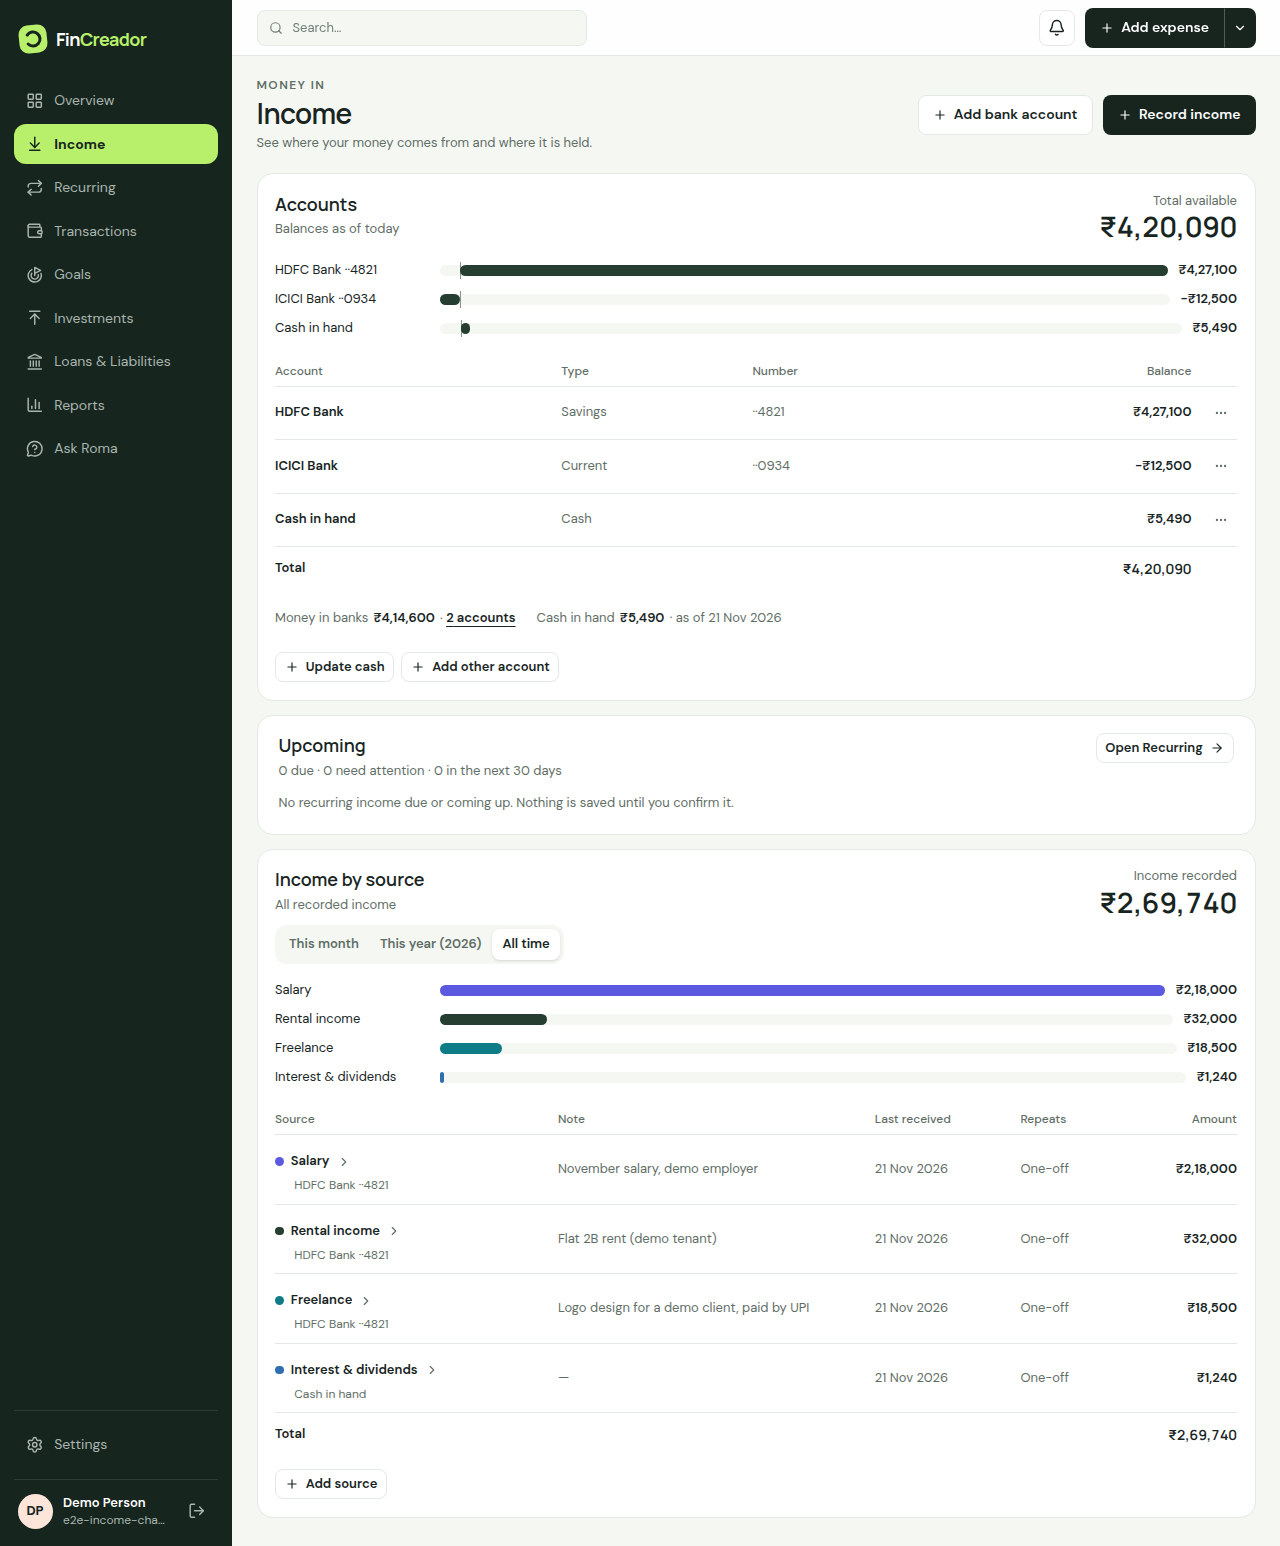 FinCreador
Search...
Add expense
Overview
Income
Recurring
Transactions
Goals
Investments
Loans & Liabilities
Reports
Ask Roma
Settings
DP
Demo Person
e2e-income-cha...
MONEY IN
Income
See where your money comes from and where it is held.
Add bank account
Record income
Accounts
Balances as of today
Total available
₹4,20,090
HDFC Bank ··4821 ₹4,27,100
ICICI Bank ··0934 -₹12,500
Cash in hand ₹5,490
Account Type Number Balance
HDFC Bank Savings ··4821 ₹4,27,100 ...
ICICI Bank Current ··0934 -₹12,500 ...
Cash in hand Cash ₹5,490 ...
Total ₹4,20,090
Money in banks ₹4,14,600 · 2 accounts Cash in hand ₹5,490 · as of 21 Nov 2026
Update cash
Add other account
Upcoming
0 due · 0 need attention · 0 in the next 30 days
Open Recurring
No recurring income due or coming up. Nothing is saved until you confirm it.
Income by source
All recorded income
Income recorded
₹2,69,740
This month This year (2026) All time
Salary ₹2,18,000
Rental income ₹32,000
Freelance ₹18,500
Interest & dividends ₹1,240
Source Note Last received Repeats Amount
Salary November salary, demo employer 21 Nov 2026 One-off ₹2,18,000
HDFC Bank ··4821
Rental income Flat 2B rent (demo tenant) 21 Nov 2026 One-off ₹32,000
HDFC Bank ··4821
Freelance Logo design for a demo client, paid by UPI 21 Nov 2026 One-off ₹18,500
HDFC Bank ··4821
Interest & dividends — 21 Nov 2026 One-off ₹1,240
Cash in hand
Total ₹2,69,740
Add source